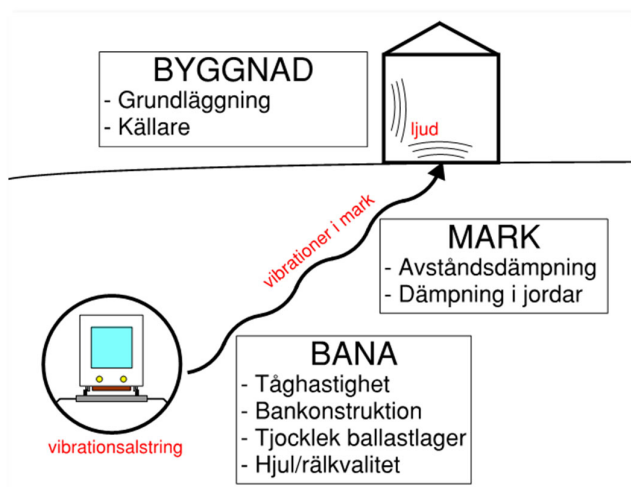 BYGGNAD
- Grundläggning
- Källare
ljud
vibrationer i mark
MARK
- Avståndsdämpning
- Dämpning i jordar
BANA
- Tåghastighet
- Bankonstruktion
- Tjocklek ballastlager
- Hjul/rälkvalitet
vibrationsalstring